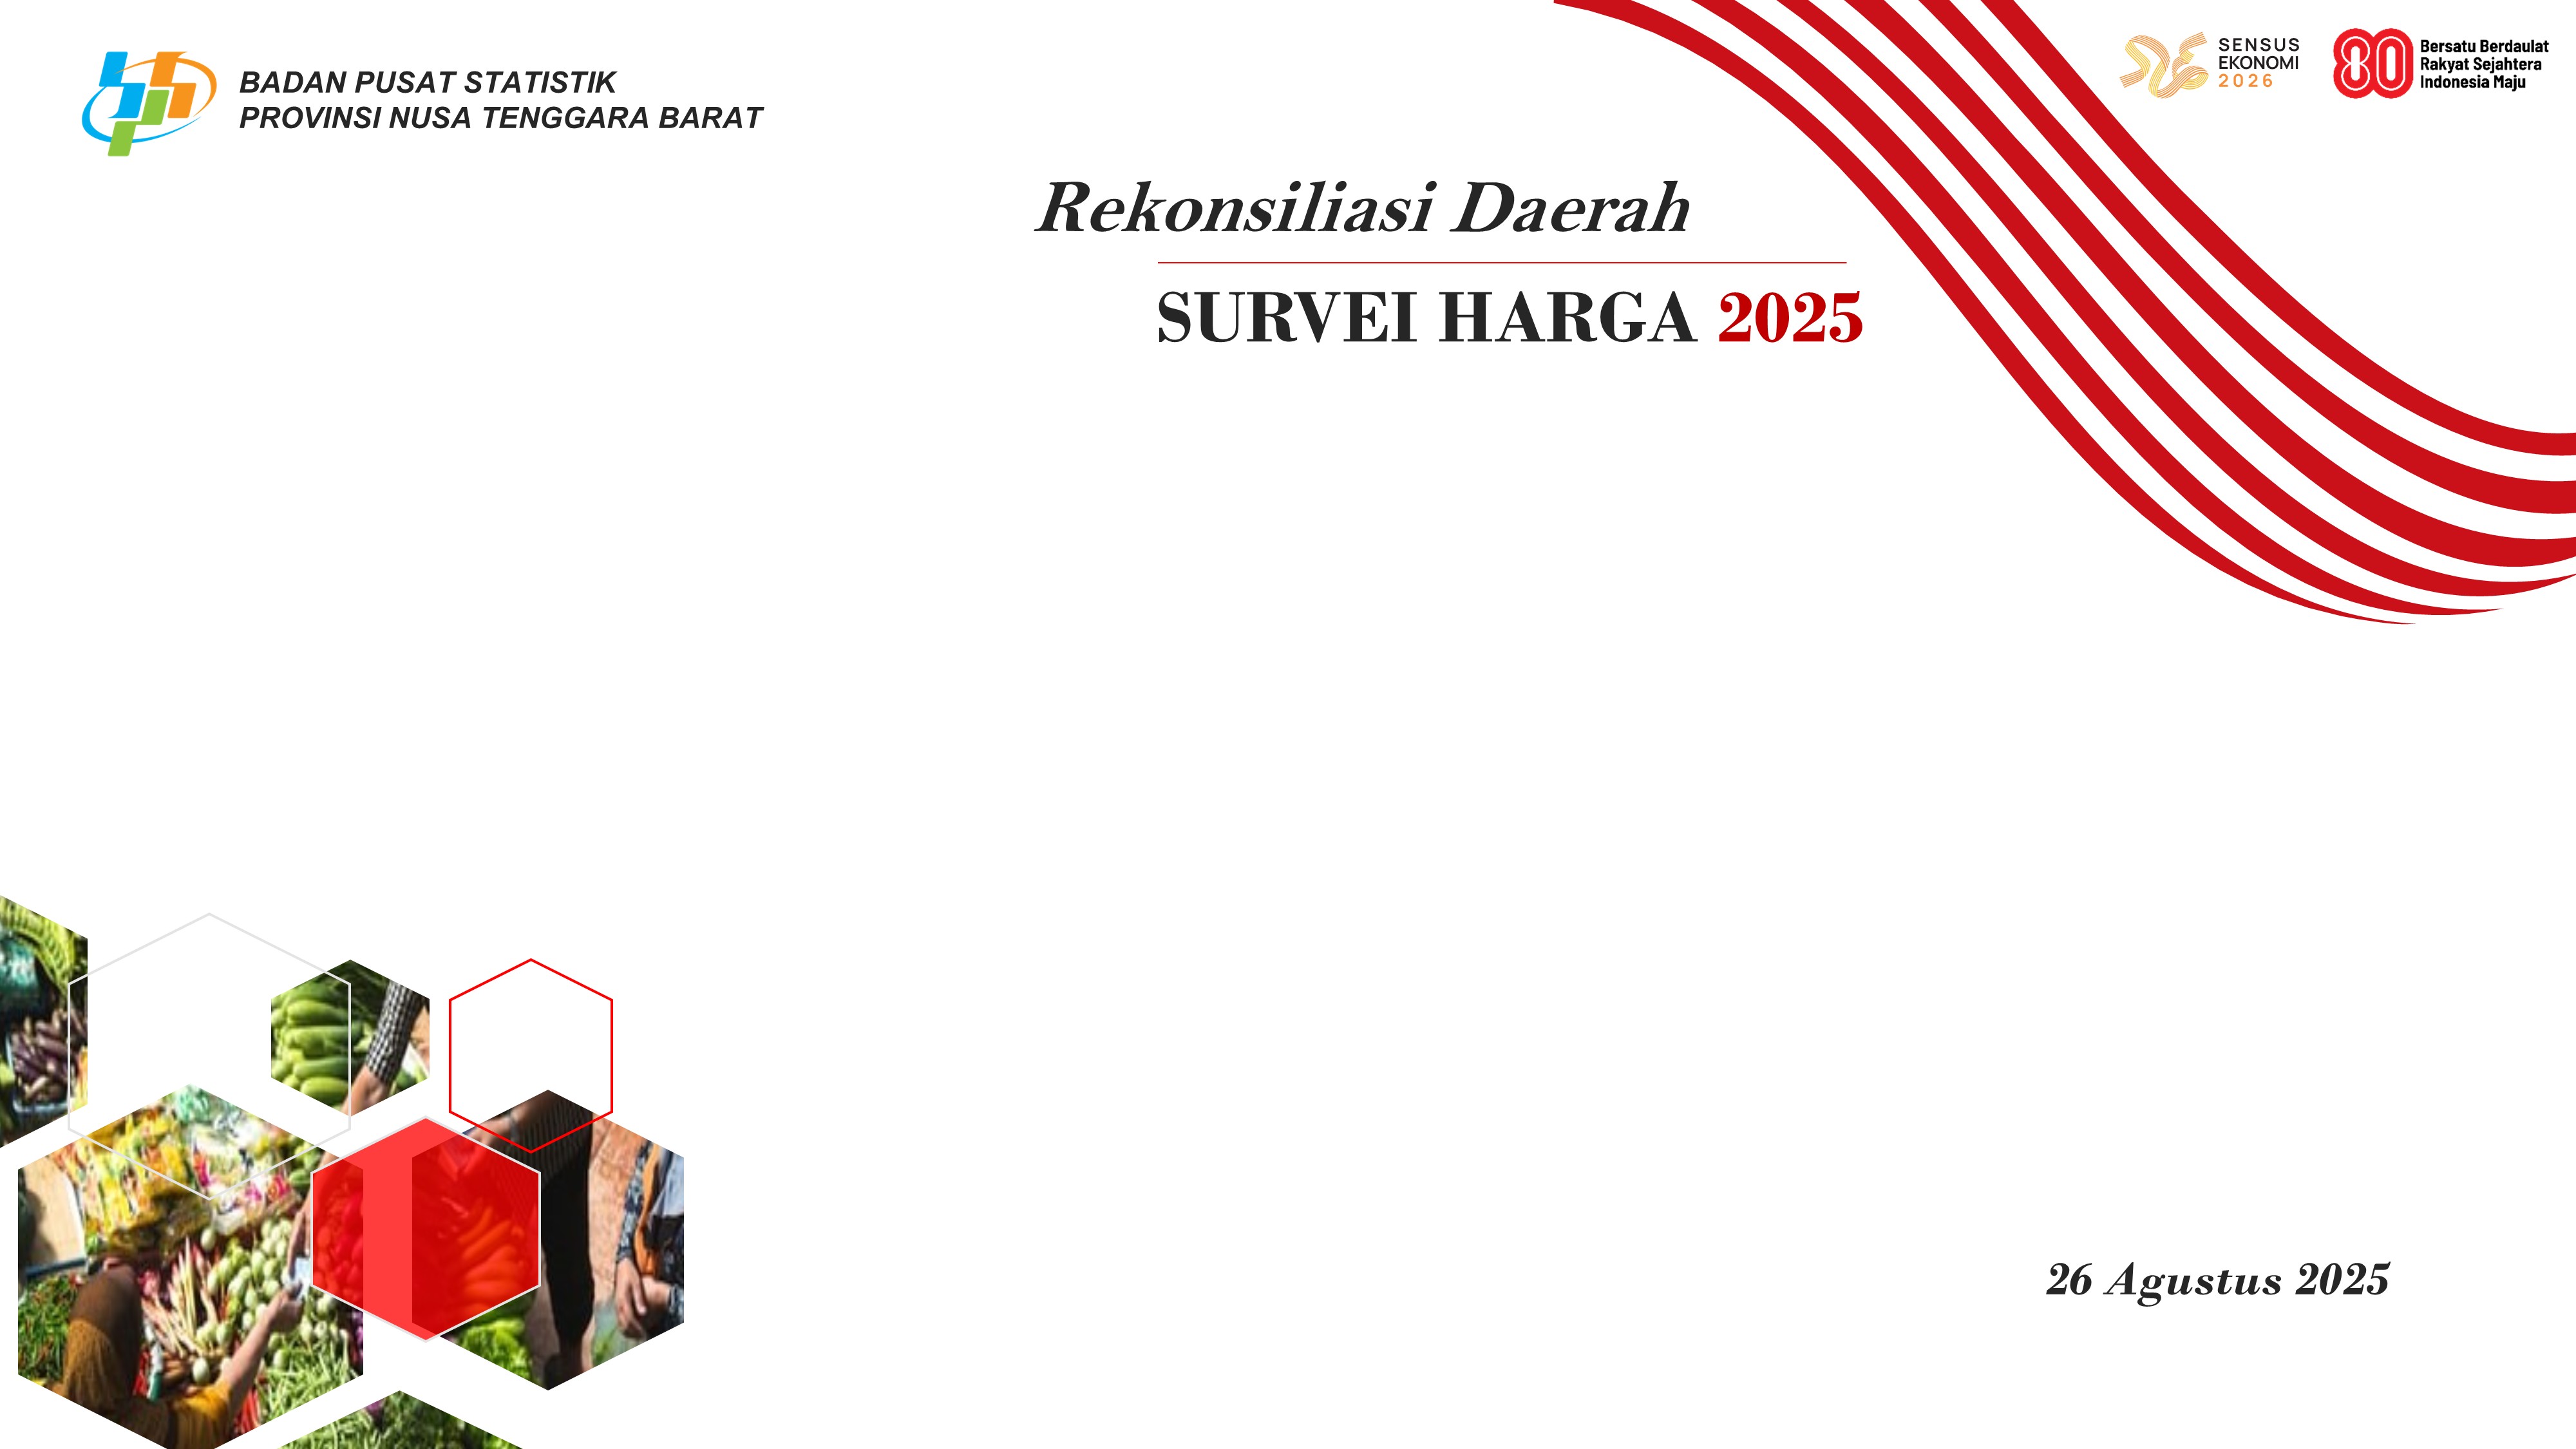 BADAN PUSAT STATISTIK
PROVINSI NUSA TENGGARA BARAT
SENSUS
EKONOMI
2026
80
Bersatu Berdaulat
Rakyat Sejahtera
Indonesia Maju
Rekonsiliasi Daerah
SURVEI HARGA 2025
26 Agustus 2025